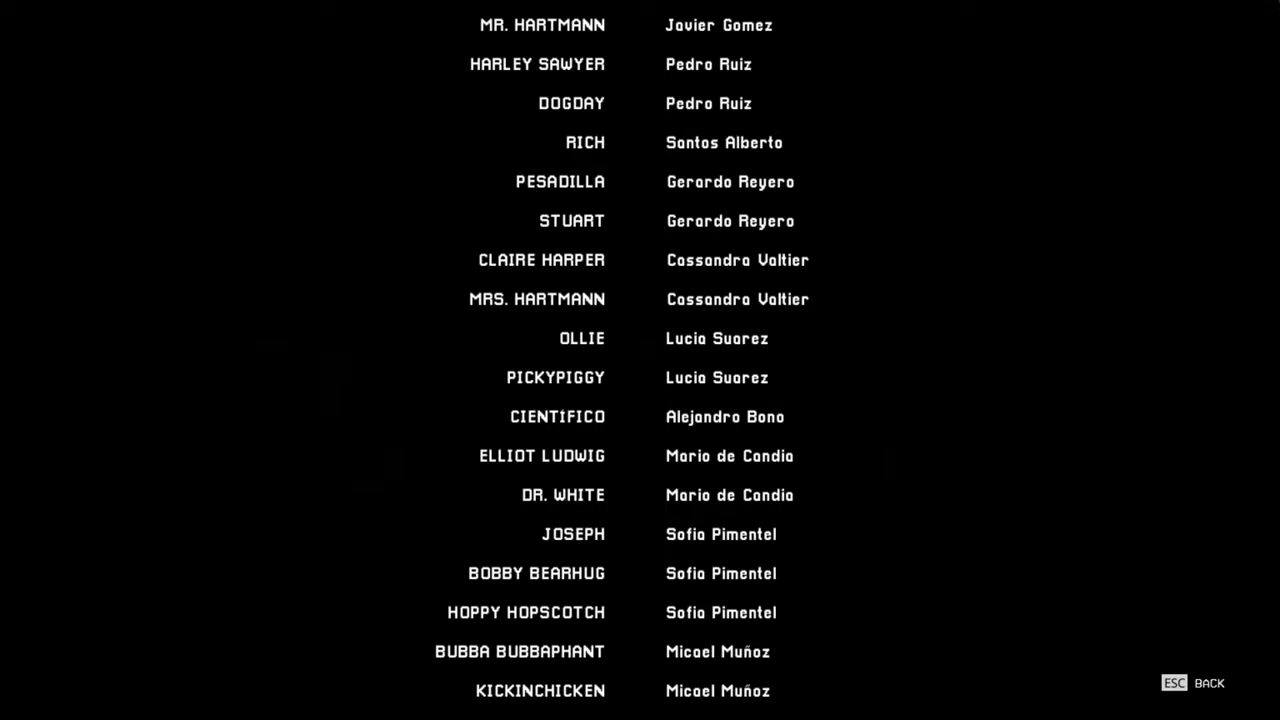 MR. HARTMANN Javier Gomez
HARLEY SAWYER Pedro Ruiz
DOGDAY Pedro Ruiz
RICH Santos Alberto
PESADILLA Gerardo Reyero
STUART Gerardo Reyero
CLAIRE HARPER Cassandra Valtier
MRS. HARTMANN Cassandra Valtier
OLLIE Lucia Suarez
PICKYPIGGY Lucia Suarez
CIENTÍFICO Alejandro Bono
ELLIOT LUDWIG Mario de Candia
DR. WHITE Mario de Candia
JOSEPH Sofia Pimentel
BOBBY BEARHUG Sofia Pimentel
HOPPY HOPSCOTCH Sofia Pimentel
BUBBA BUBBAPHANT Micael Muñoz
KICKINCHICKEN Micael Muñoz
ESC BACK